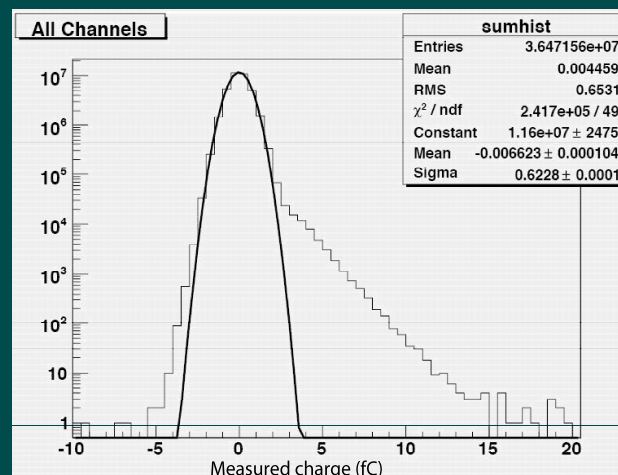 All Channels
sumhist
Entries 3.647156e+07
Mean 0.004459
RMS 0.6531
χ² / ndf 2.417e+05 / 49
Constant 1.16e+07 ± 2475
Mean -0.006623 ± 0.000104
Sigma 0.6228 ± 0.0001
10⁷
10⁶
10⁵
10⁴
10³
10²
10
1
-10 -5 0 5 10 15 20
Measured charge (fC)